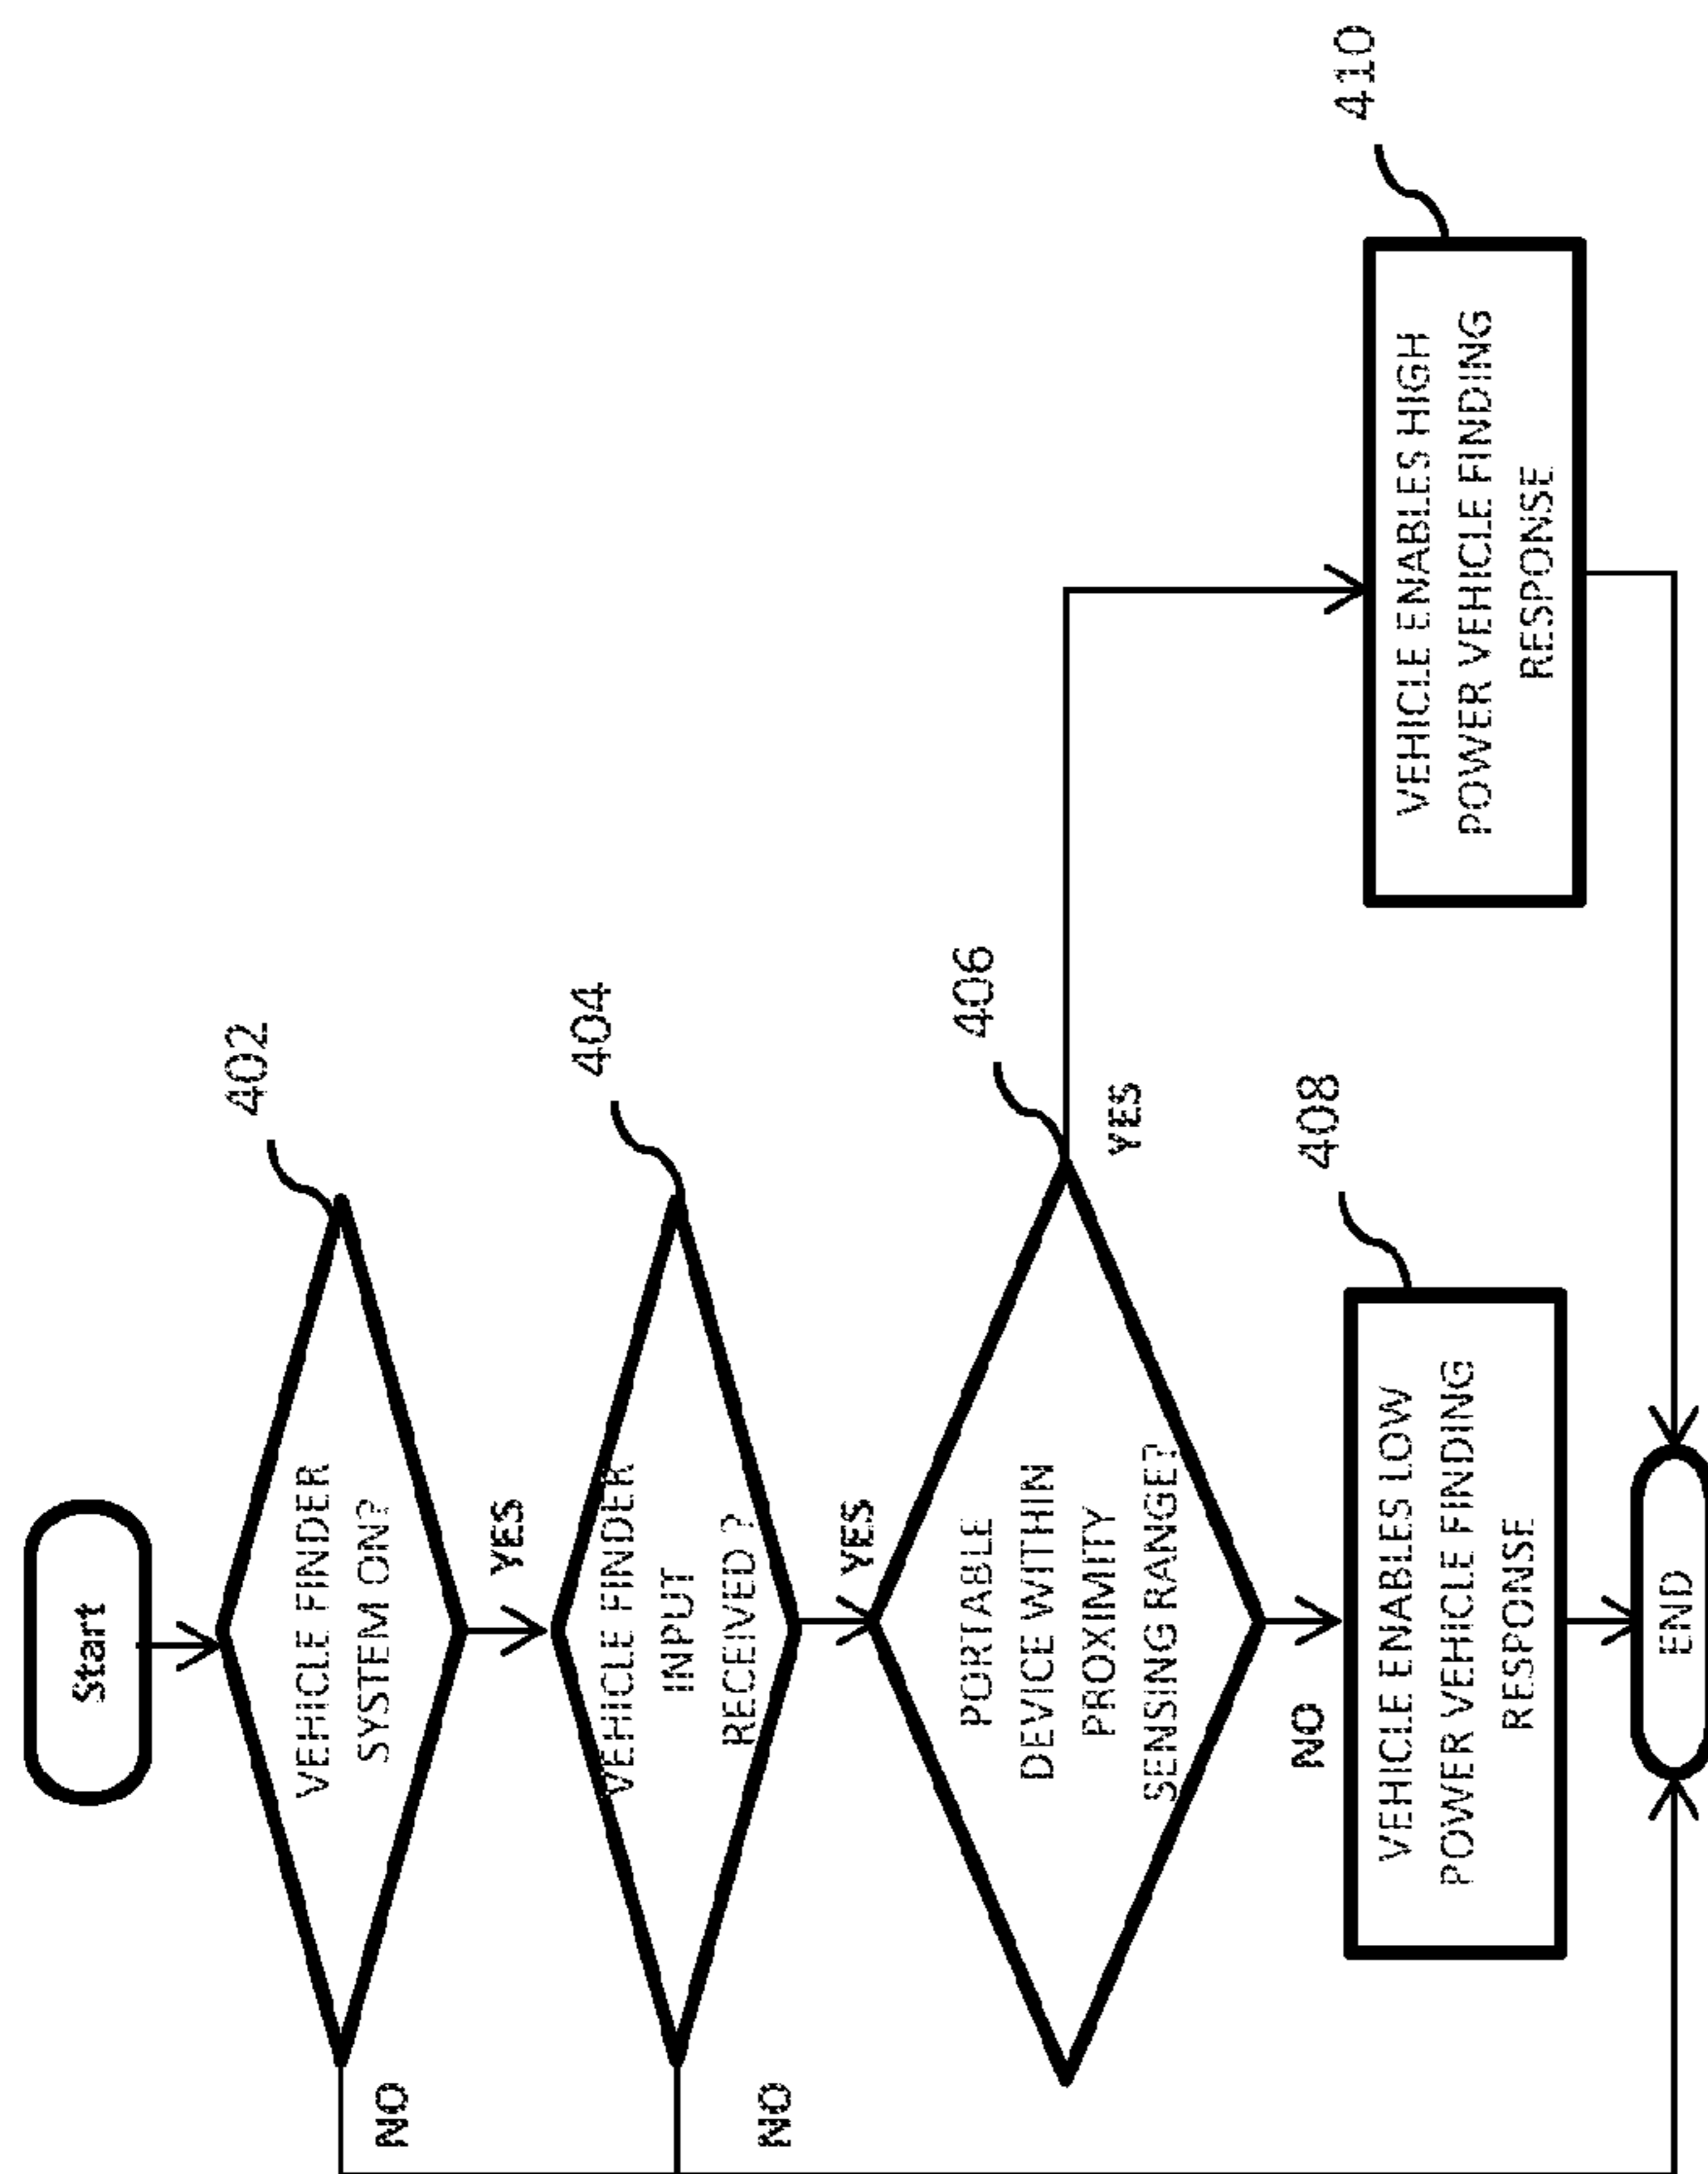 Start
402
VEHICLE FINDER
SYSTEM ON?
NO
YES
404
VEHICLE FINDER
INPUT
RECEIVED ?
NO
YES
406
PORTABLE
DEVICE WITHIN
PROXIMITY
SENSING RANGE?
YES
NO
408
VEHICLE ENABLES LOW
POWER VEHICLE FINDING
RESPONSE
410
VEHICLE ENABLES HIGH
POWER VEHICLE FINDING
RESPONSE
END